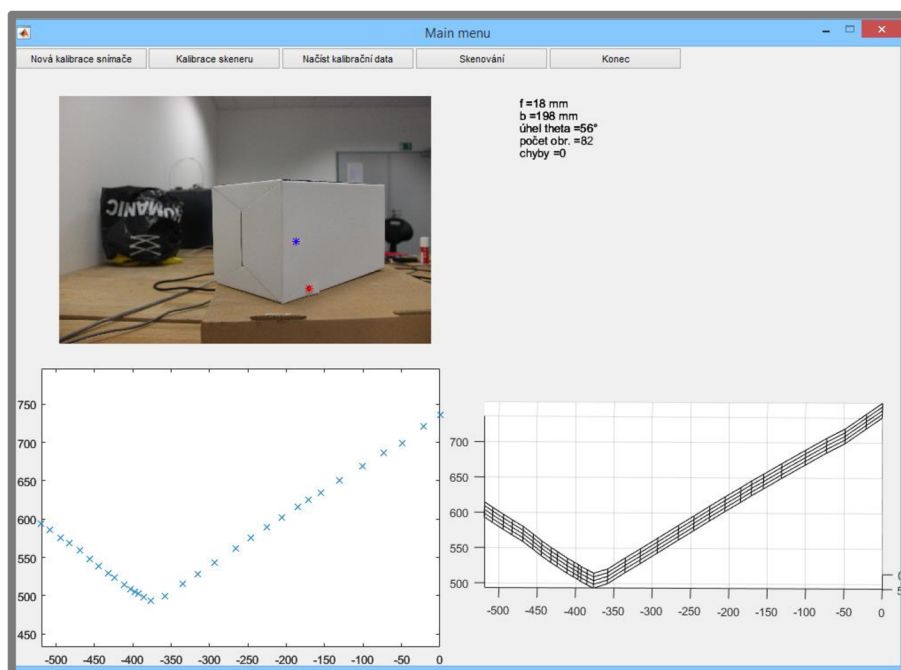 Main menu
Nová kalibrace snímače Kalibrace skeneru Načíst kalibrační data Skenování Konec
f =18 mm
b =198 mm
úhel theta =56°
počet obr. =82
chyby =0
HUMANIC
750
700
650
600
550
500
450
-500 -450 -400 -350 -300 -250 -200 -150 -100 -50 0
700
650
600
550
500
0
5
-500 -450 -400 -350 -300 -250 -200 -150 -100 -50 0